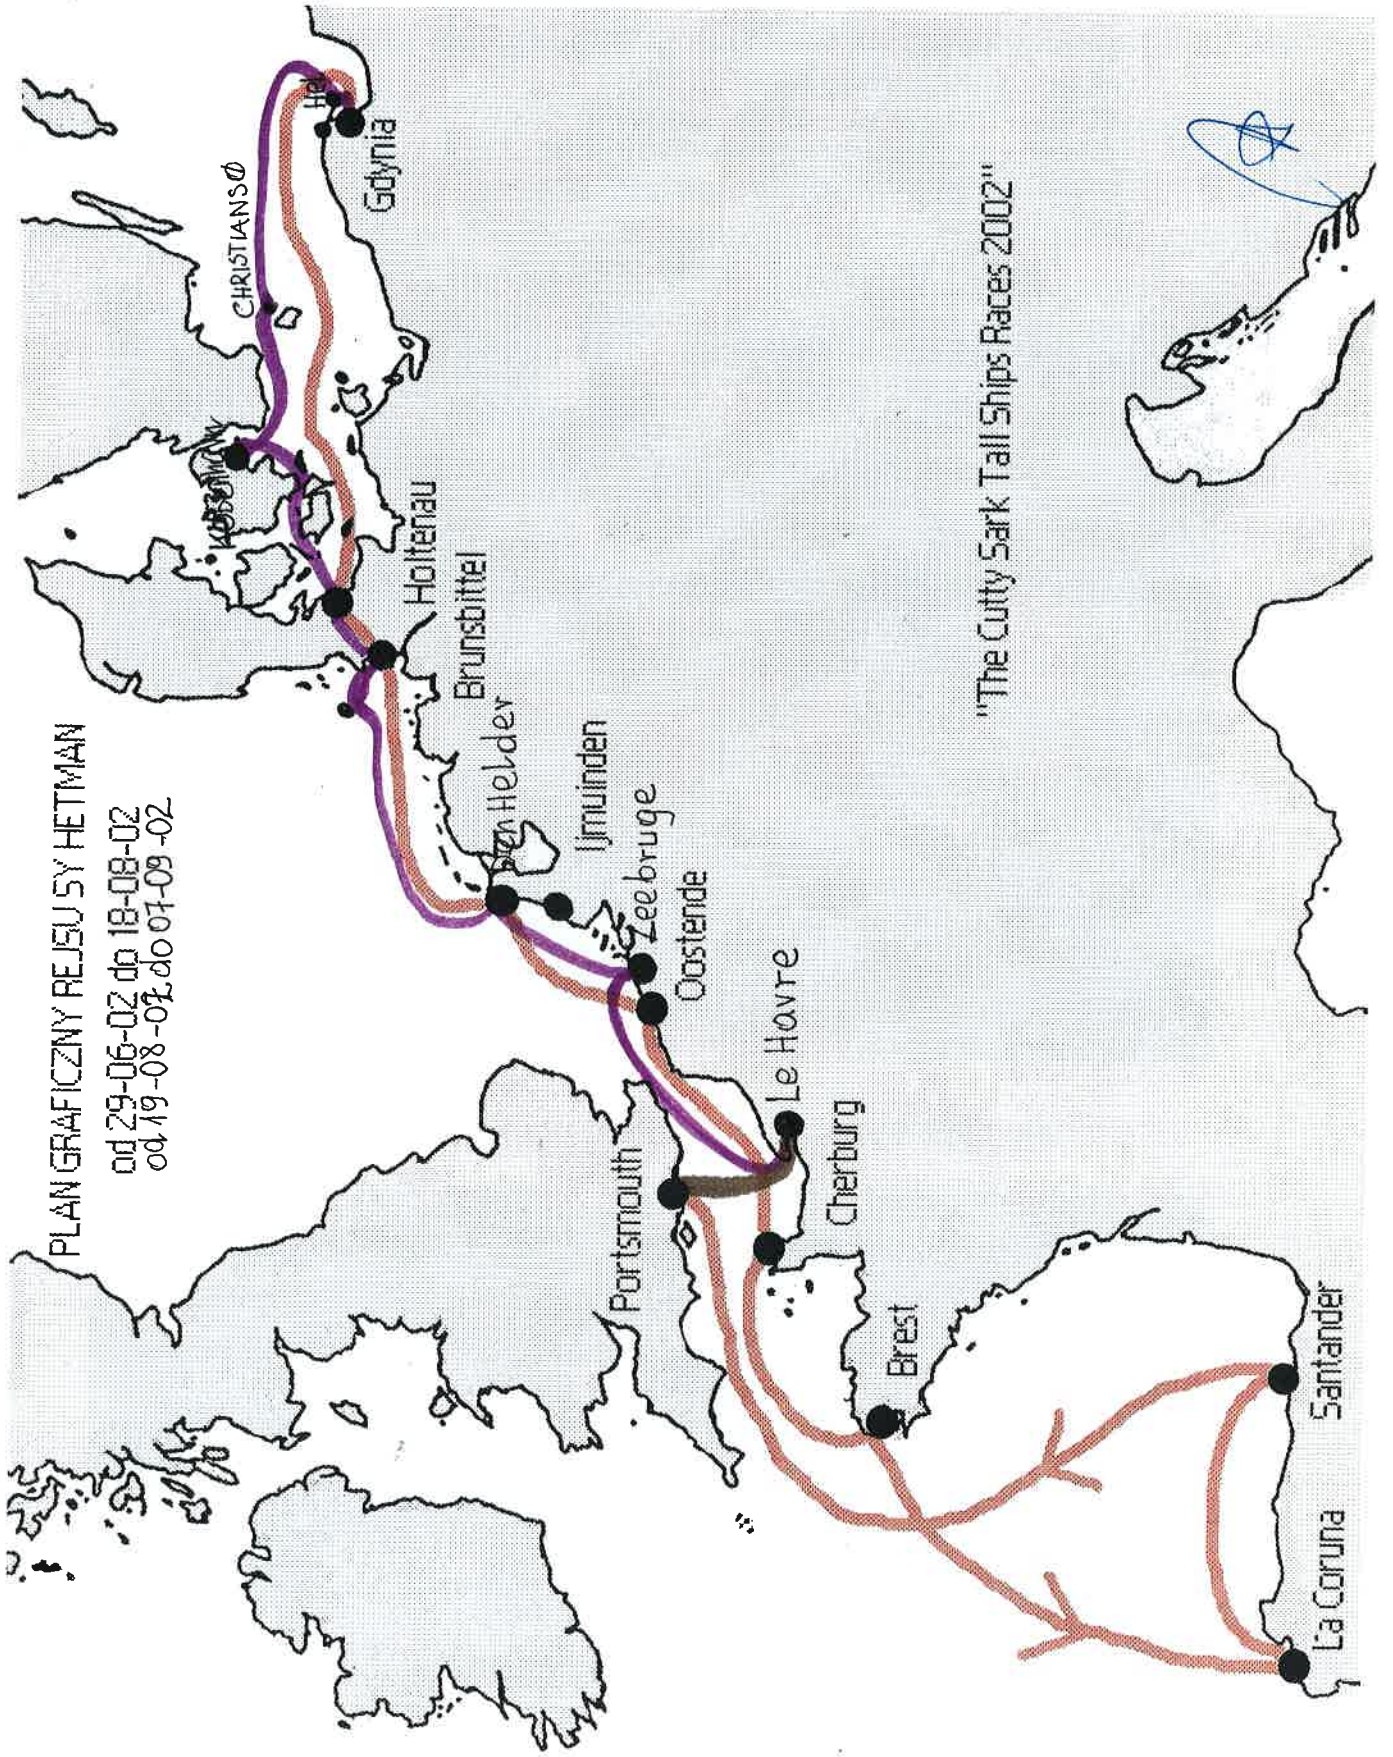 PLAN GRAFICZNY REJSU SY HETMAN
od 29-06-02 do 18-08-02
od 19-08-02 do 07-09-02
CHRISTIANSØ
Hel
Gdynia
Holtenau
Brunsbittel
Den Helder
Ijmuinden
Zeebruge
Oostende
Le Havre
Portsmouth
Cherburg
Brest
Santander
La Coruna
"The Cutty Sark Tall Ships Races 2002"